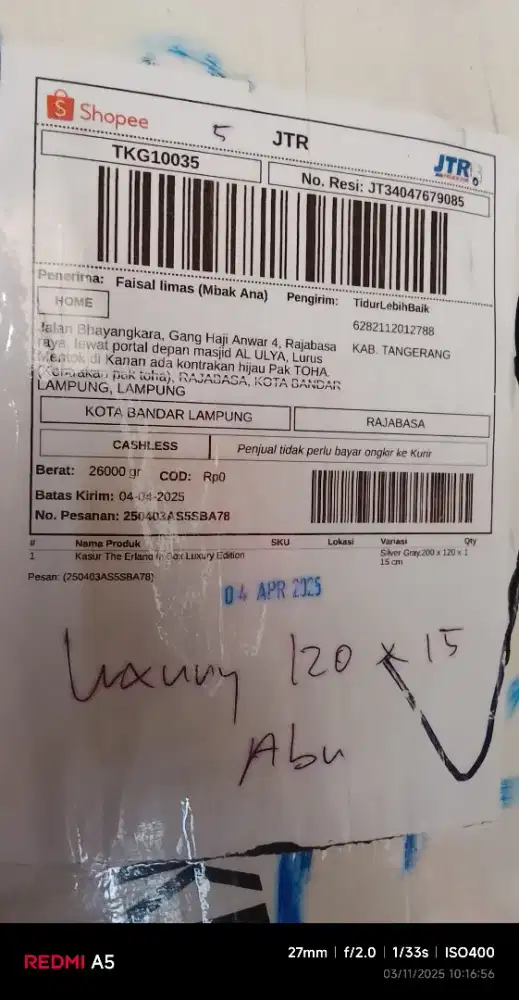 Shopee
5
JTR
JTR
TKG10035
No. Resi: JT34047679085
Penerima: Faisal limas (Mbak Ana)
Pengirim: TidurLebihBaik
HOME
6282112012788
KAB. TANGERANG
Jalan Bhayangkara, Gang Haji Anwar 4, Rajabasa
raya, lewat portal depan masjid AL ULYA, Lurus
Mentok di Kanan ada kontrakan hijau Pak TOHA.
(Kontrakan pak toha), RAJABASA, KOTA BANDAR
LAMPUNG, LAMPUNG
KOTA BANDAR LAMPUNG
RAJABASA
CASHLESS
Penjual tidak perlu bayar ongkir ke Kurir
Berat: 26000 gr
COD: Rp0
Batas Kirim: 04-04-2025
No. Pesanan: 250403AS5SBA78
# Nama Produk SKU Lokasi Variasi Qty
1 Kasur The Erland In Box Luxury Edition Silver Gray,200 x 120 x 1
15 cm
Pesan: (250403AS5SBA78)
04 APR 2025
Luxury 120 x 15
Abu
REDMI A5
27mm | f/2.0 | 1/33s | ISO400
03/11/2025 10:16:56